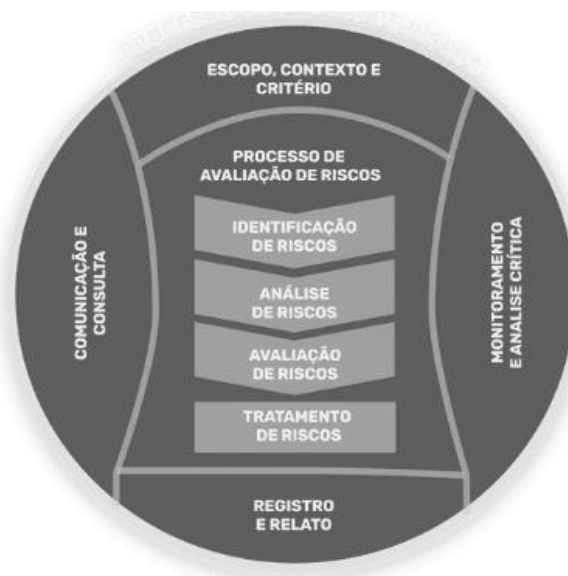 ESCOPO, CONTEXTO E
CRITÉRIO
PROCESSO DE
AVALIAÇÃO DE RISCOS
IDENTIFICAÇÃO
DE RISCOS
ANÁLISE
DE RISCOS
AVALIAÇÃO
DE RISCOS
TRATAMENTO
DE RISCOS
COMUNICAÇÃO E
CONSULTA
MONITORAMENTO
E ANALISE CRÍTICA
REGISTRO
E RELATO